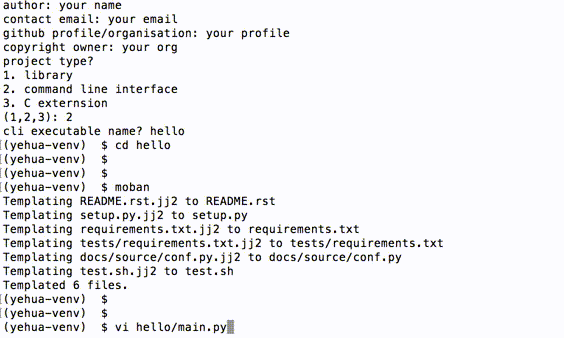 author: your name
contact email: your email
github profile/organisation: your profile
copyright owner: your org
project type?
1. library
2. command line interface
3. C externsion
(1,2,3): 2
cli executable name? hello
(yehua-venv)  $ cd hello
(yehua-venv)  $
(yehua-venv)  $
(yehua-venv)  $ moban
Templating README.rst.jj2 to README.rst
Templating setup.py.jj2 to setup.py
Templating requirements.txt.jj2 to requirements.txt
Templating tests/requirements.txt.jj2 to tests/requirements.txt
Templating docs/source/conf.py.jj2 to docs/source/conf.py
Templating test.sh.jj2 to test.sh
Templated 6 files.
(yehua-venv)  $
(yehua-venv)  $
(yehua-venv)  $ vi hello/main.py